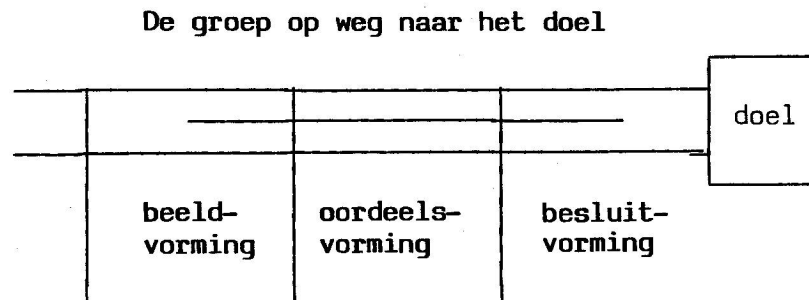 De groep op weg naar het doel
doel
beeld-
vorming
oordeels-
vorming
besluit-
vorming